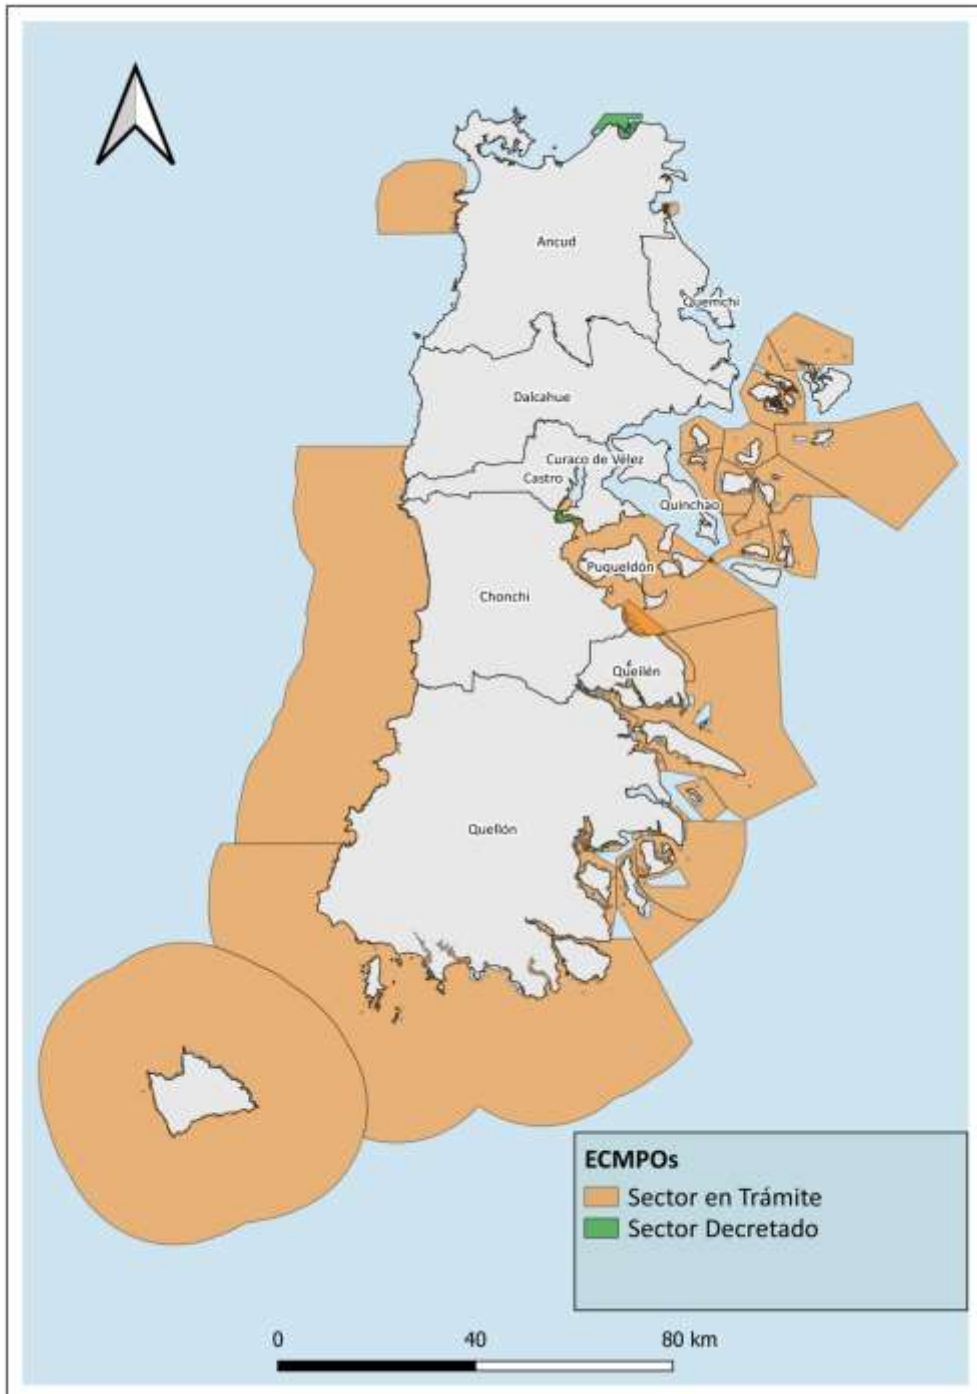 Ancud
Quemchi
Dalcahue
Curaco de Vélez
Castro
Quinchao
Puqueldón
Chonchi
Queilén
Quellón
ECMPOs
Sector en Trámite
Sector Decretado
0 40 80 km